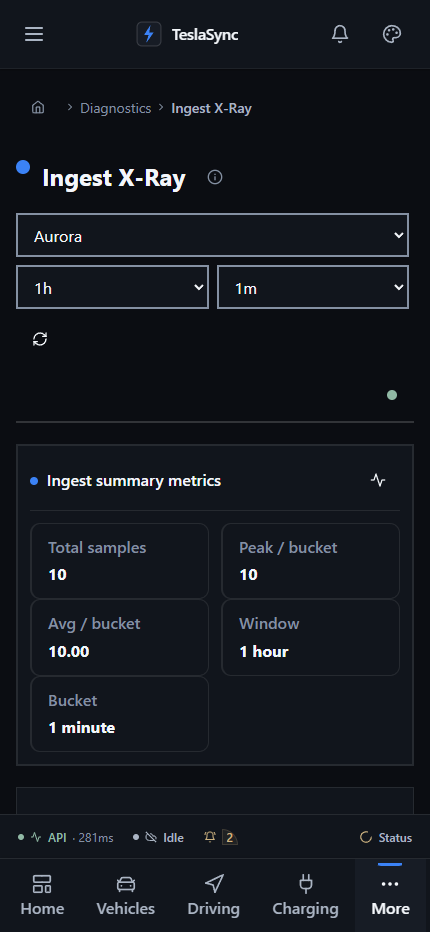 TeslaSync
Diagnostics
Ingest X-Ray
Ingest X-Ray
Aurora
1h
1m
Ingest summary metrics
Total samples
10
Peak / bucket
10
Avg / bucket
10.00
Window
1 hour
Bucket
1 minute
API · 281ms
Idle
2
Status
Home
Vehicles
Driving
Charging
More